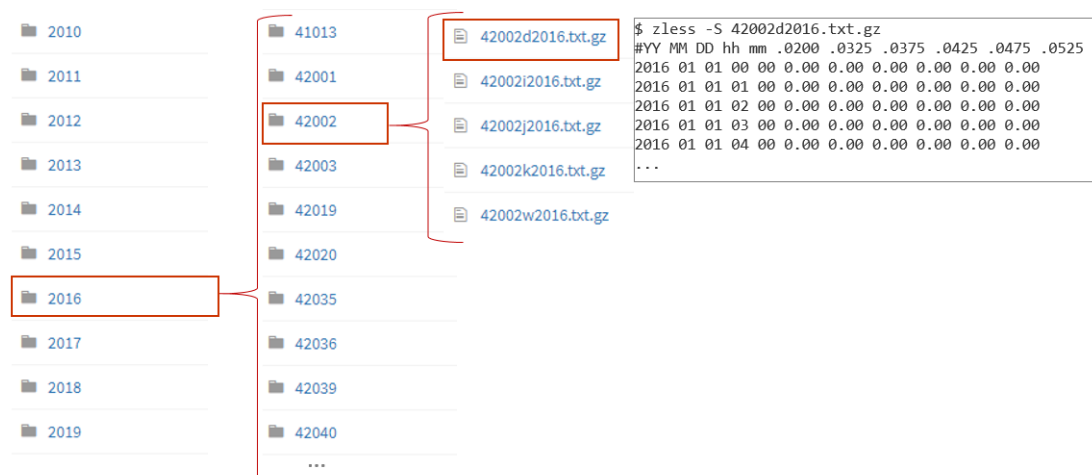 2010
2011
2012
2013
2014
2015
2016
2017
2018
2019
41013
42001
42002
42003
42019
42020
42035
42036
42039
42040
...
42002d2016.txt.gz
42002i2016.txt.gz
42002j2016.txt.gz
42002k2016.txt.gz
42002w2016.txt.gz
$ zless -S 42002d2016.txt.gz
#YY MM DD hh mm .0200 .0325 .0375 .0425 .0475 .0525
2016 01 01 00 00 0.00 0.00 0.00 0.00 0.00 0.00
2016 01 01 01 00 0.00 0.00 0.00 0.00 0.00 0.00
2016 01 01 02 00 0.00 0.00 0.00 0.00 0.00 0.00
2016 01 01 03 00 0.00 0.00 0.00 0.00 0.00 0.00
2016 01 01 04 00 0.00 0.00 0.00 0.00 0.00 0.00
...